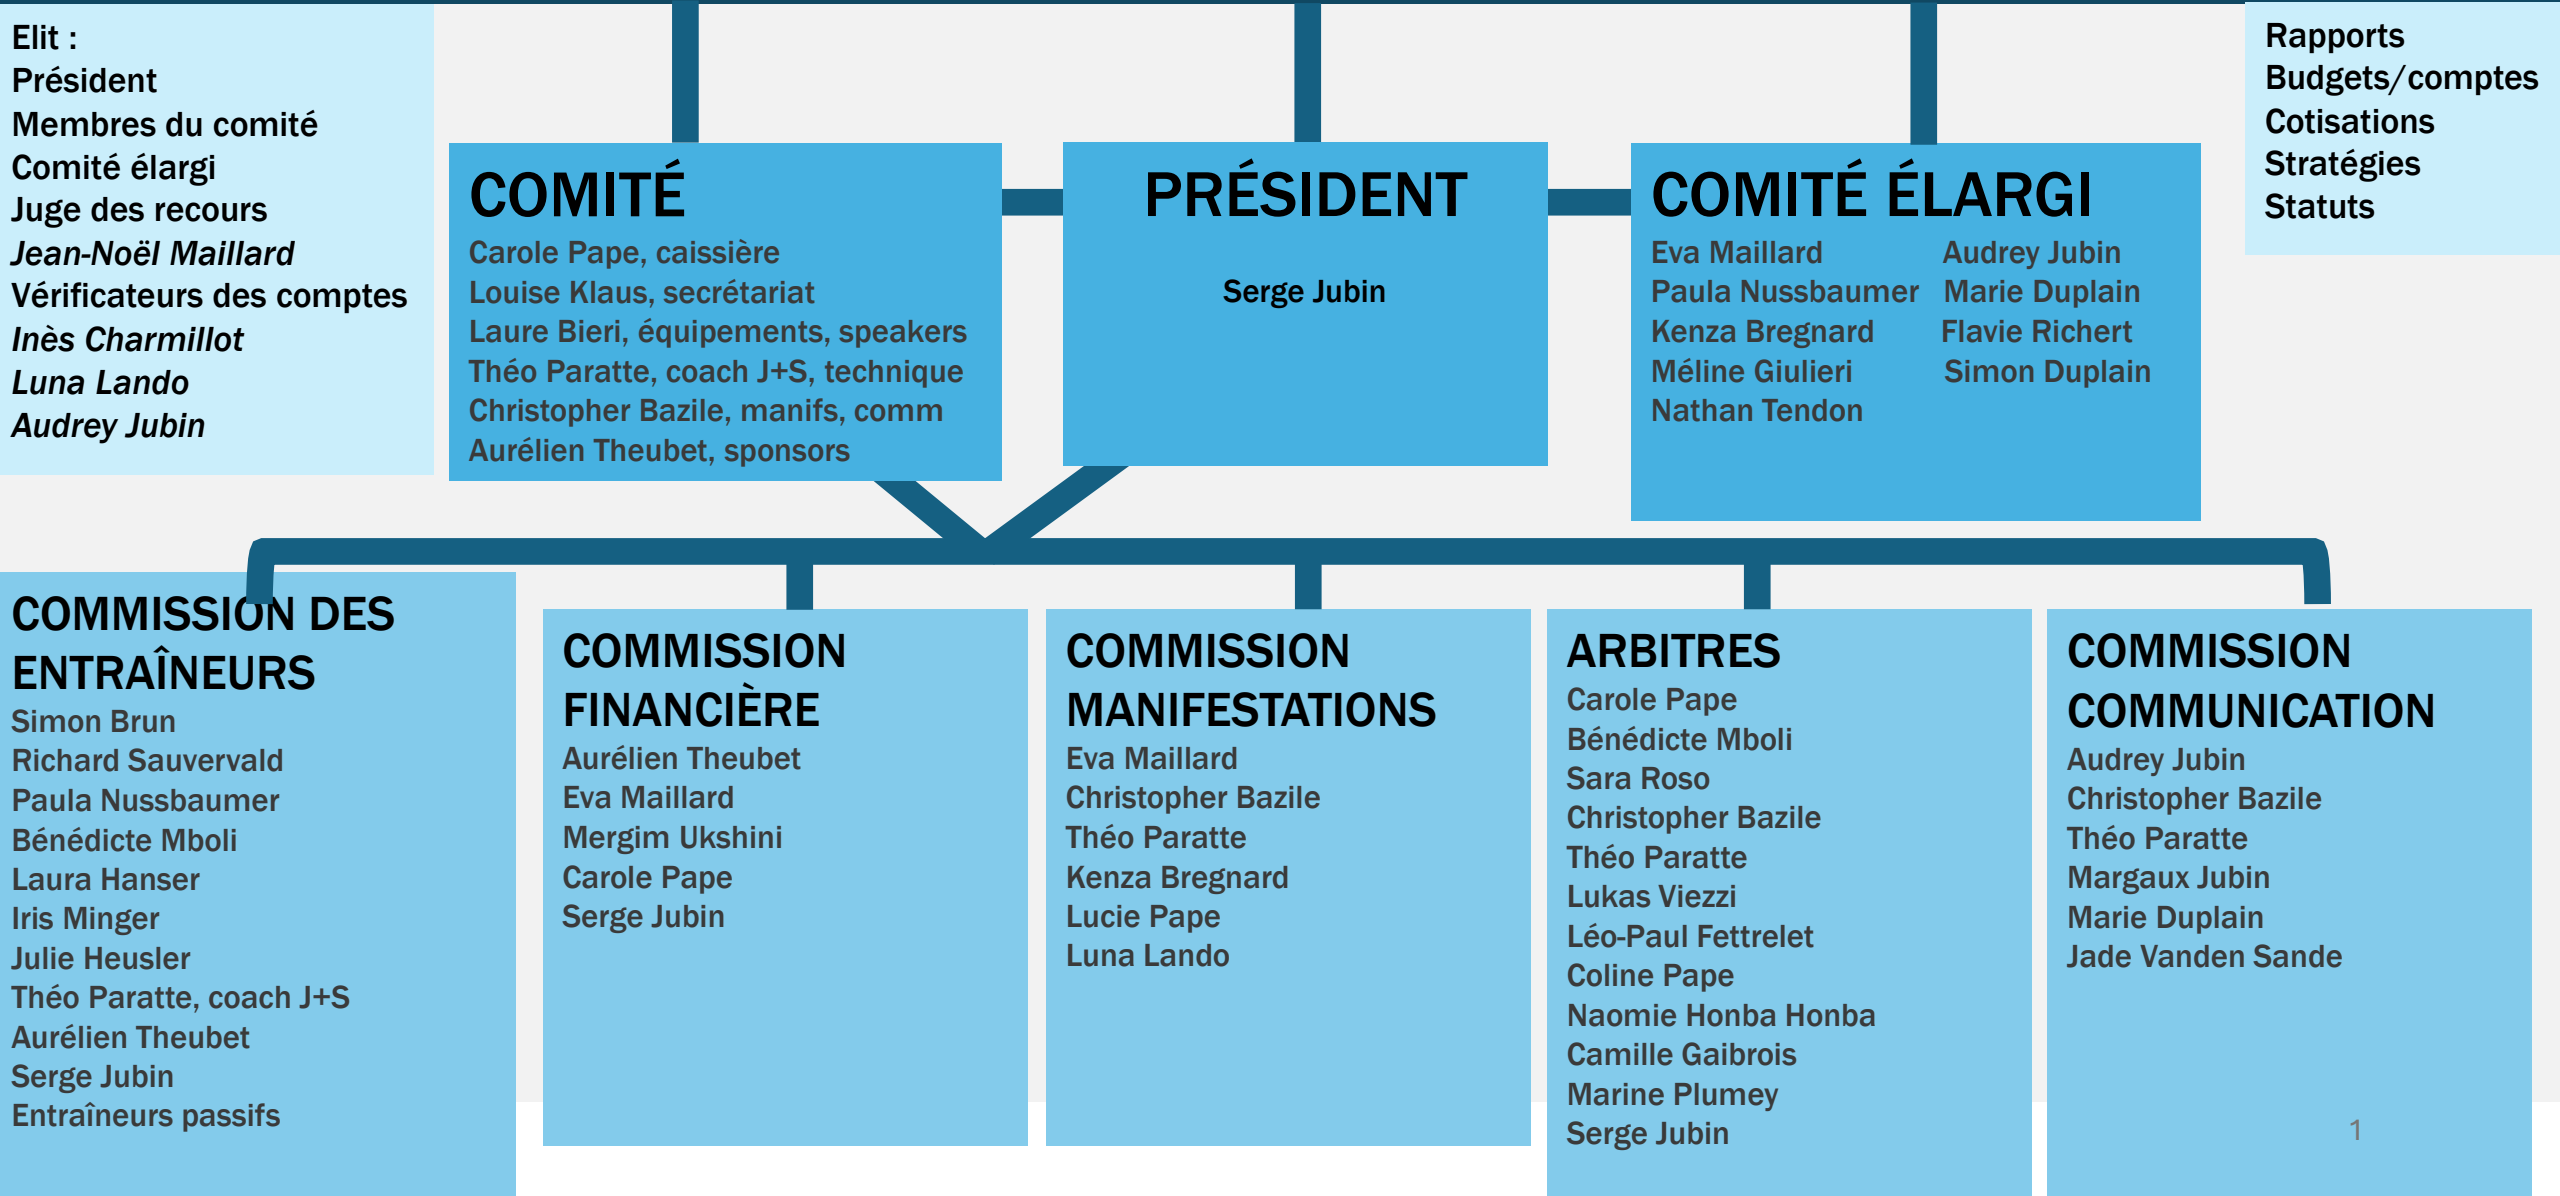 Elit :
Président
Membres du comité
Comité élargi
Juge des recours
Jean-Noël Maillard
Vérificateurs des comptes
Inès Charmillot
Luna Lando
Audrey Jubin
COMITÉ
Carole Pape, caissière
Louise Klaus, secrétariat
Laure Bieri, équipements, speakers
Théo Paratte, coach J+S, technique
Christopher Bazile, manifs, comm
Aurélien Theubet, sponsors
PRÉSIDENT
Serge Jubin
COMITÉ ÉLARGI
Eva Maillard Audrey Jubin
Paula Nussbaumer Marie Duplain
Kenza Bregnard Flavie Richert
Méline Giulieri Simon Duplain
Nathan Tendon
Rapports
Budgets/comptes
Cotisations
Stratégies
Statuts
COMMISSION DES
ENTRAÎNEURS
Simon Brun
Richard Sauvervald
Paula Nussbaumer
Bénédicte Mboli
Laura Hanser
Iris Minger
Julie Heusler
Théo Paratte, coach J+S
Aurélien Theubet
Serge Jubin
Entraîneurs passifs
COMMISSION
FINANCIÈRE
Aurélien Theubet
Eva Maillard
Mergim Ukshini
Carole Pape
Serge Jubin
COMMISSION
MANIFESTATIONS
Eva Maillard
Christopher Bazile
Théo Paratte
Kenza Bregnard
Lucie Pape
Luna Lando
ARBITRES
Carole Pape
Bénédicte Mboli
Sara Roso
Christopher Bazile
Théo Paratte
Lukas Viezzi
Léo-Paul Fettrelet
Coline Pape
Naomie Honba Honba
Camille Gaibrois
Marine Plumey
Serge Jubin
COMMISSION
COMMUNICATION
Audrey Jubin
Christopher Bazile
Théo Paratte
Margaux Jubin
Marie Duplain
Jade Vanden Sande
1